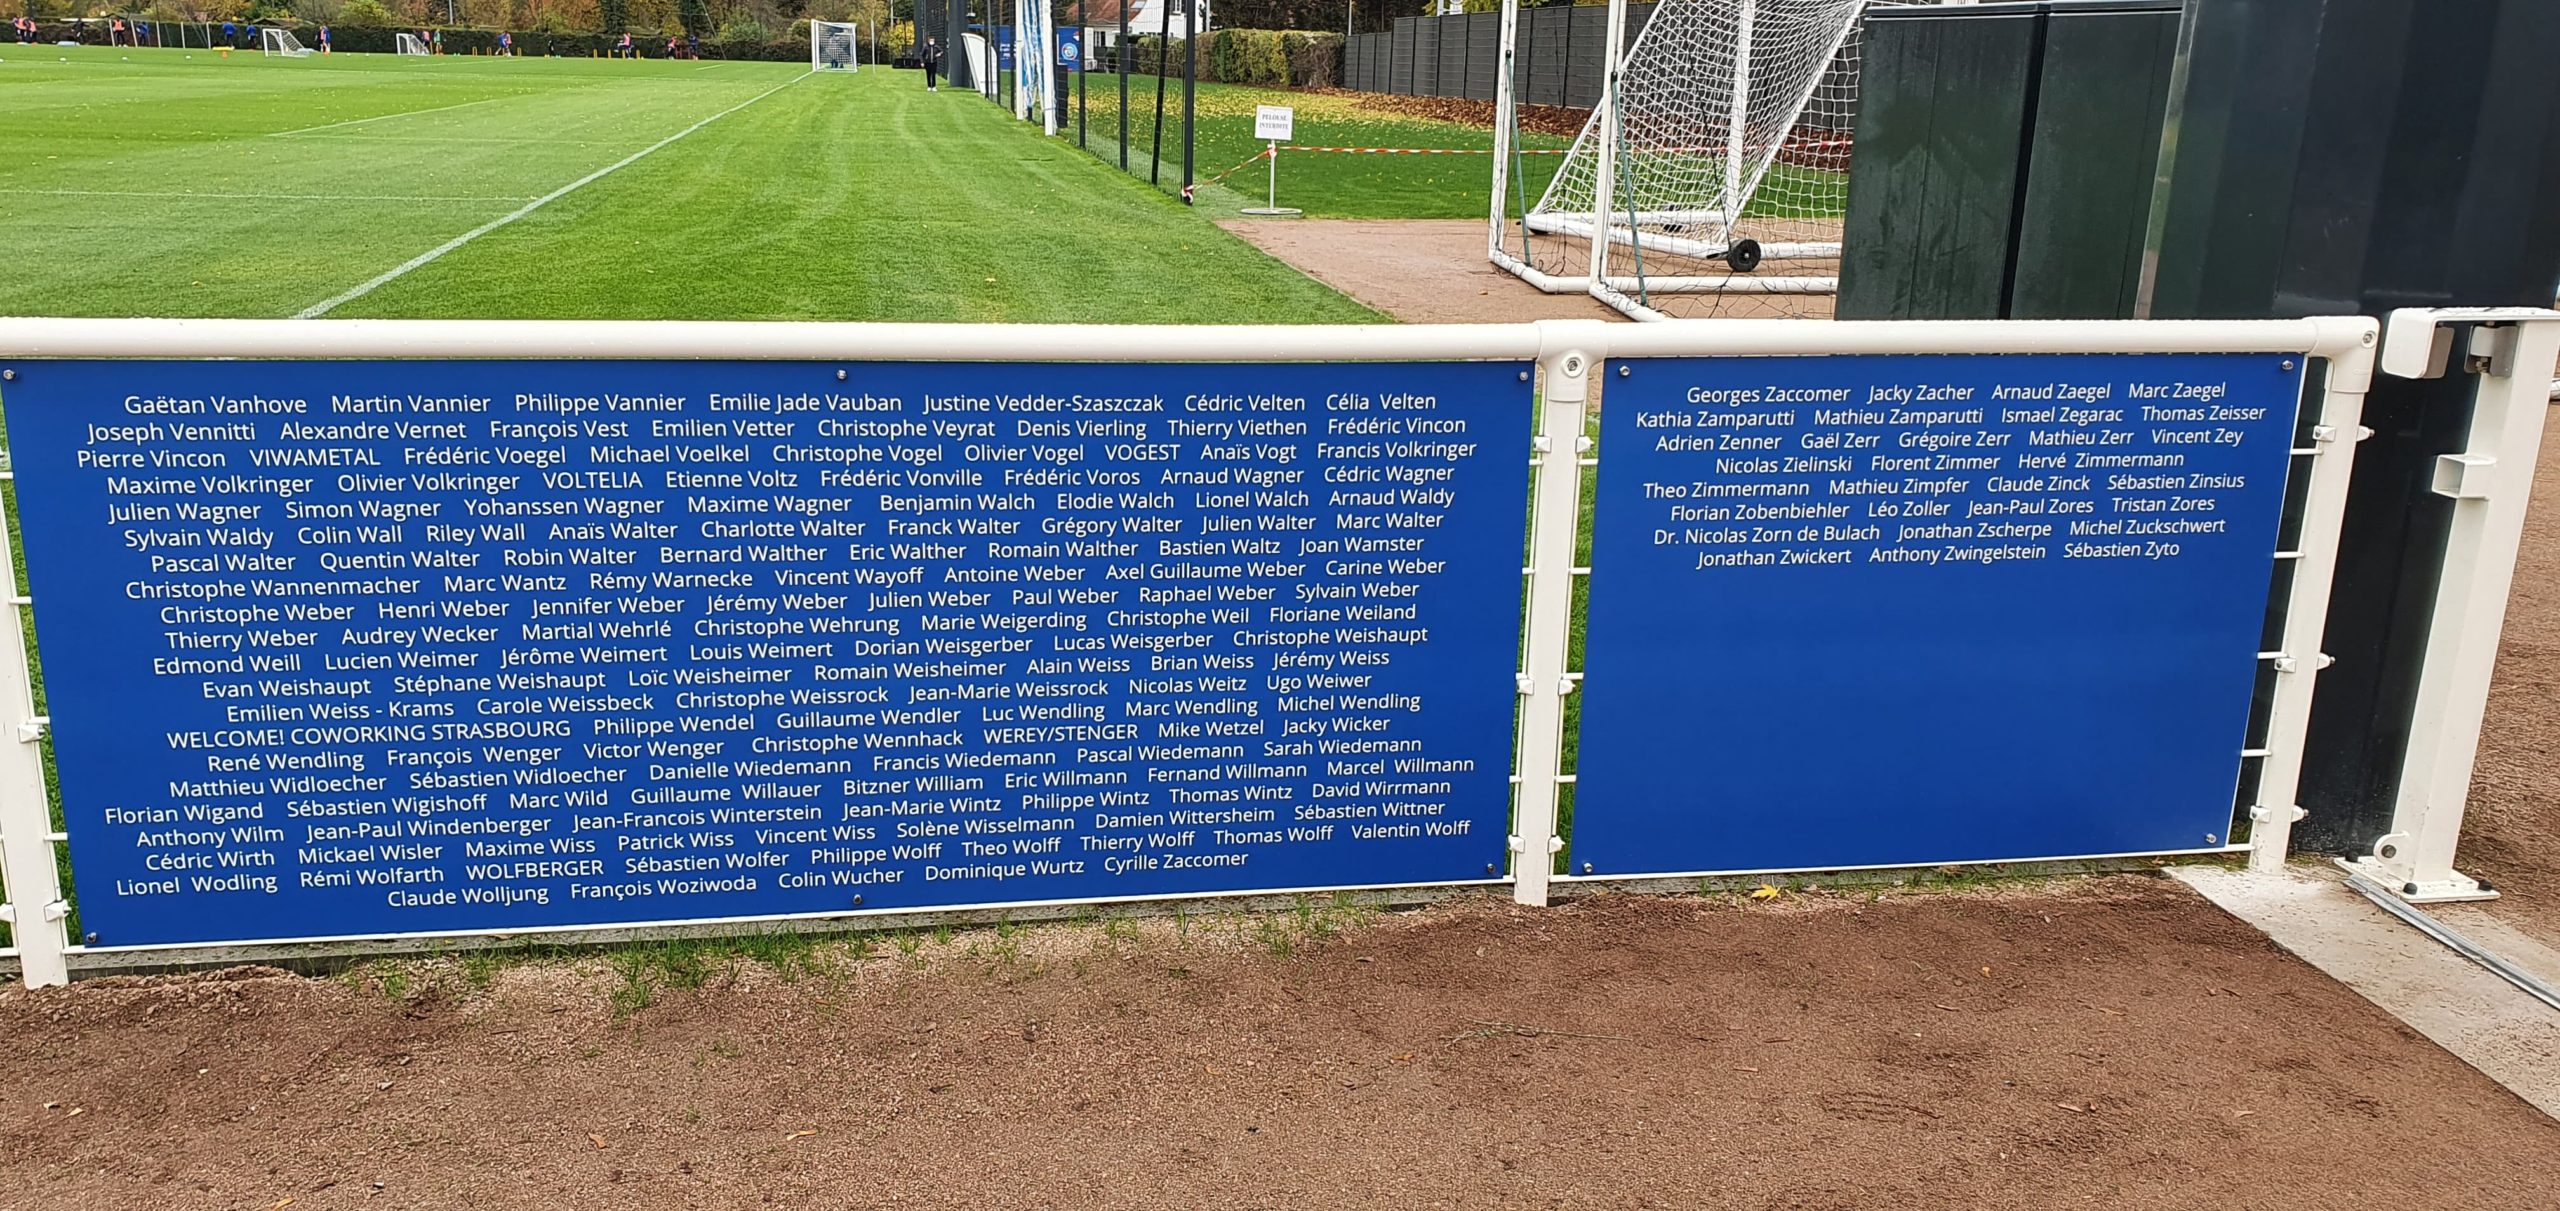 PELOUSE
INTERDITE
Gaëtan Vanhove Martin Vannier Philippe Vannier Emilie Jade Vauban Justine Vedder-Szaszczak Cédric Velten Célia Velten
Joseph Vennitti Alexandre Vernet François Vest Emilien Vetter Christophe Veyrat Denis Vierling Thierry Viethen Frédéric Vincon
Pierre Vincon VIWAMETAL Frédéric Voegel Michael Voelkel Christophe Vogel Olivier Vogel VOGEST Anaïs Vogt Francis Volkringer
Maxime Volkringer Olivier Volkringer VOLTELIA Etienne Voltz Frédéric Vonville Frédéric Voros Arnaud Wagner Cédric Wagner
Julien Wagner Simon Wagner Yohanssen Wagner Maxime Wagner Benjamin Walch Elodie Walch Lionel Walch Arnaud Waldy
Sylvain Waldy Colin Wall Riley Wall Anaïs Walter Charlotte Walter Franck Walter Grégory Walter Julien Walter Marc Walter
Pascal Walter Quentin Walter Robin Walter Bernard Walther Eric Walther Romain Walther Bastien Waltz Joan Wamster
Christophe Wannenmacher Marc Wantz Rémy Warnecke Vincent Wayoff Antoine Weber Axel Guillaume Weber Carine Weber
Christophe Weber Henri Weber Jennifer Weber Jérémy Weber Julien Weber Paul Weber Raphael Weber Sylvain Weber
Thierry Weber Audrey Wecker Martial Wehrlé Christophe Wehrung Marie Weigerding Christophe Weil Floriane Weiland
Edmond Weill Lucien Weimer Jérôme Weimert Louis Weimert Dorian Weisgerber Lucas Weisgerber Christophe Weishaupt
Evan Weishaupt Stéphane Weishaupt Loïc Weisheimer Romain Weisheimer Alain Weiss Brian Weiss Jérémy Weiss
Emilien Weiss - Krams Carole Weissbeck Christophe Weissrock Jean-Marie Weissrock Nicolas Weitz Ugo Weiwer
WELCOME! COWORKING STRASBOURG Philippe Wendel Guillaume Wendler Luc Wendling Marc Wendling Michel Wendling
René Wendling François Wenger Victor Wenger Christophe Wennhack WEREY/STENGER Mike Wetzel Jacky Wicker
Matthieu Widloecher Sébastien Widloecher Danielle Wiedemann Francis Wiedemann Pascal Wiedemann Sarah Wiedemann
Florian Wigand Sébastien Wigishoff Marc Wild Guillaume Willauer Bitzner William Eric Willmann Fernand Willmann Marcel Willmann
Anthony Wilm Jean-Paul Windenberger Jean-Francois Winterstein Jean-Marie Wintz Philippe Wintz Thomas Wintz David Wirrmann
Cédric Wirth Mickael Wisler Maxime Wiss Patrick Wiss Vincent Wiss Solène Wisselmann Damien Wittersheim Sébastien Wittner
Lionel Wodling Rémi Wolfarth WOLFBERGER Sébastien Wolfer Philippe Wolff Theo Wolff Thierry Wolff Thomas Wolff Valentin Wolff
Claude Wolljung François Woziwoda Colin Wucher Dominique Wurtz Cyrille Zaccomer
Georges Zaccomer Jacky Zacher Arnaud Zaegel Marc Zaegel
Kathia Zamparutti Mathieu Zamparutti Ismael Zegarac Thomas Zeisser
Adrien Zenner Gaël Zerr Grégoire Zerr Mathieu Zerr Vincent Zey
Nicolas Zielinski Florent Zimmer Hervé Zimmermann
Theo Zimmermann Mathieu Zimpfer Claude Zinck Sébastien Zinsius
Florian Zobenbiehler Léo Zoller Jean-Paul Zores Tristan Zores
Dr. Nicolas Zorn de Bulach Jonathan Zscherpe Michel Zuckschwert
Jonathan Zwickert Anthony Zwingelstein Sébastien Zyto